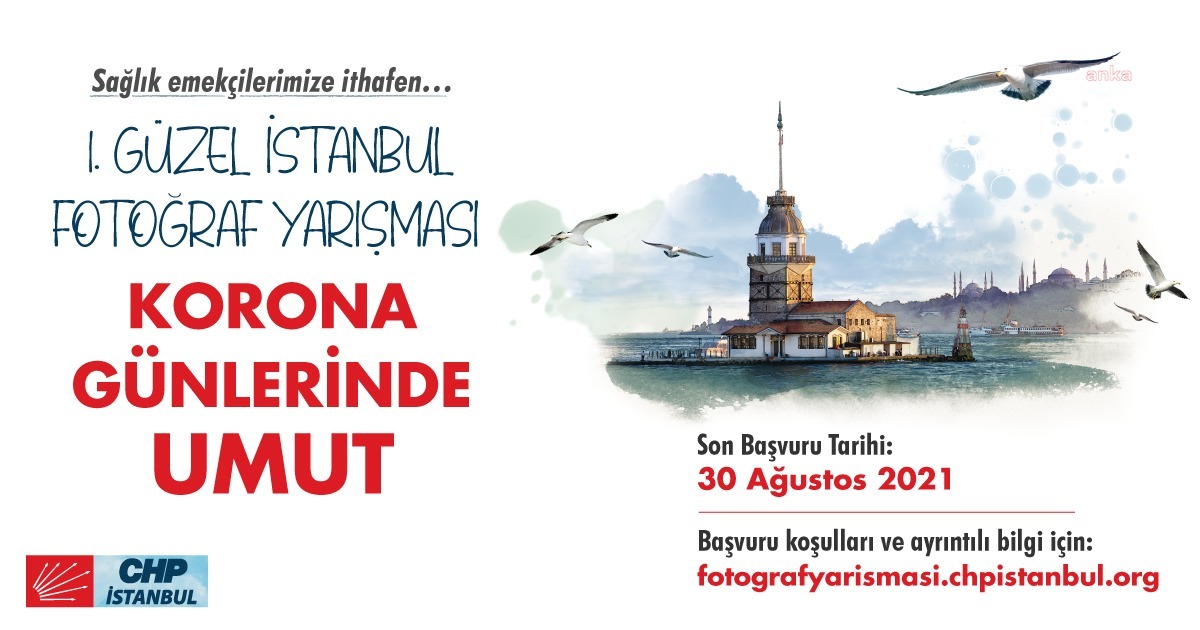 Sağlık emekçilerimize ithafen...
1. GÜZEL İSTANBUL
FOTOĞRAF YARIŞMASI
KORONA
GÜNLERİNDE
UMUT
CHP
İSTANBUL
anka
Son Başvuru Tarihi:
30 Ağustos 2021
Başvuru koşulları ve ayrıntılı bilgi için:
fotografyarismasi.chpistanbul.org